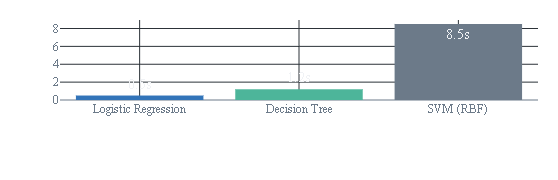 8
8.5s
6
4
2
0
Logistic Regression
Decision Tree
SVM (RBF)